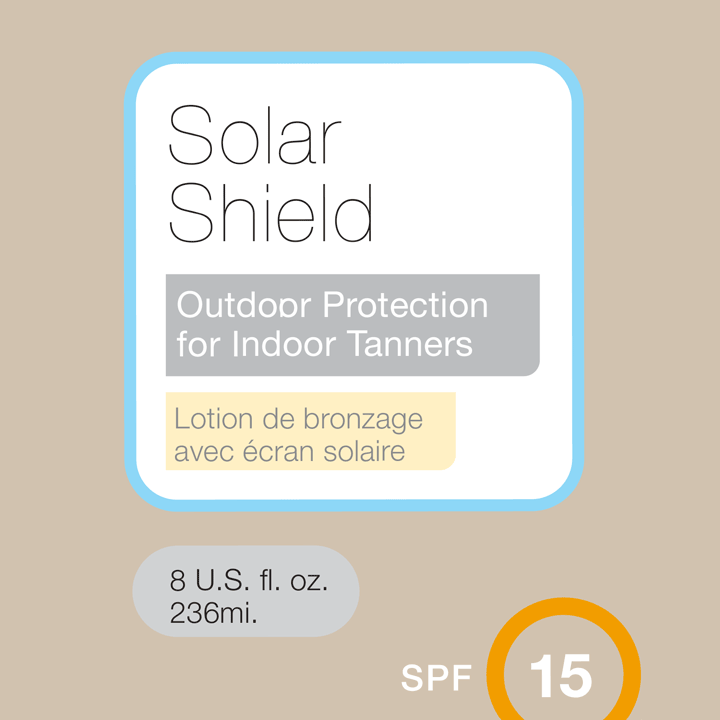 Solar
Shield
Outdoor Protection
for Indoor Tanners
Lotion de bronzage
avec écran solaire
8 U.S. fl. oz.
236mi.
SPF 15